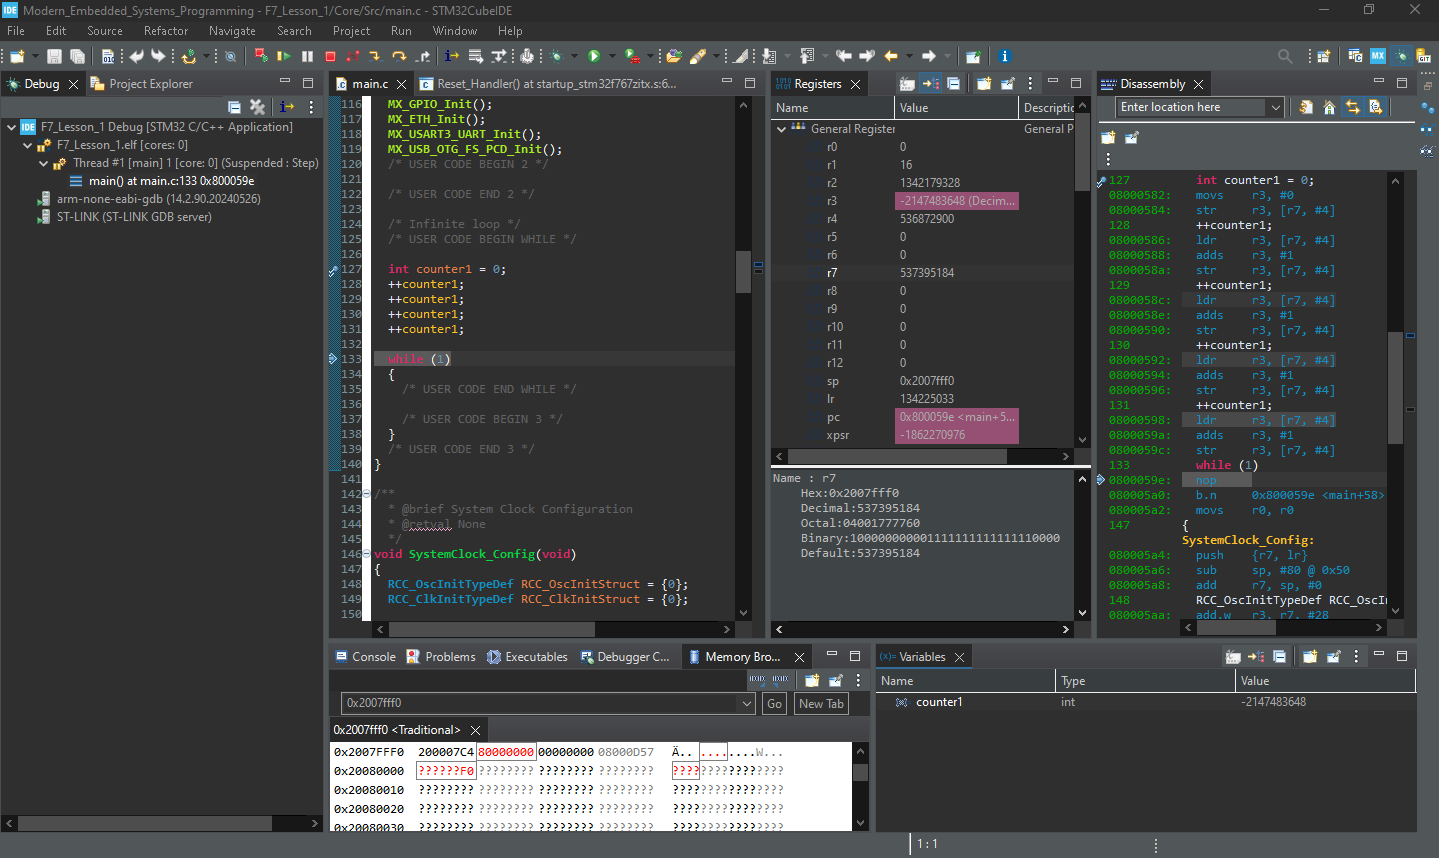 Modern_Embedded_Systems_Programming - F7_Lesson_1/Core/Src/main.c - STM32CubeIDE
File Edit Source Refactor Navigate Search Project Run Window Help
Debug Project Explorer
F7_Lesson_1 Debug [STM32 C/C++ Application]
F7_Lesson_1.elf [cores: 0]
Thread #1 [main] 1 [core: 0] (Suspended : Step)
main() at main.c:133 0x800059e
arm-none-eabi-gdb (14.2.90.20240526)
ST-LINK (ST-LINK GDB server)
main.c Reset_Handler() at startup_stm32f767zitx.s:6...
116 MX_GPIO_Init();
117 MX_ETH_Init();
118 MX_USART3_UART_Init();
119 MX_USB_OTG_FS_PCD_Init();
120 /* USER CODE BEGIN 2 */
121
122 /* USER CODE END 2 */
123
124 /* Infinite loop */
125 /* USER CODE BEGIN WHILE */
126
127 int counter1 = 0;
128 ++counter1;
129 ++counter1;
130 ++counter1;
131 ++counter1;
132
133 while (1)
134 {
135 /* USER CODE END WHILE */
136
137 /* USER CODE BEGIN 3 */
138 }
139 /* USER CODE END 3 */
140 }
141
142 /**
143 * @brief System Clock Configuration
144 * @retval None
145 */
146 void SystemClock_Config(void)
147 {
148 RCC_OscInitTypeDef RCC_OscInitStruct = {0};
149 RCC_ClkInitTypeDef RCC_ClkInitStruct = {0};
150
Registers
Name Value Descriptio
General Register General P
r0 0
r1 16
r2 1342179328
r3 -2147483648 (Decim...
r4 536872900
r5 0
r6 0
r7 537395184
r8 0
r9 0
r10 0
r11 0
r12 0
sp 0x2007fff0
lr 134225033
pc 0x800059e <main+5...
xpsr -1862270976
Name : r7
Hex:0x2007fff0
Decimal:537395184
Octal:04001777760
Binary:100000000001111111111111110000
Default:537395184
Disassembly
Enter location here
127 int counter1 = 0;
08000582: movs r3, #0
08000584: str r3, [r7, #4]
128 ++counter1;
08000586: ldr r3, [r7, #4]
08000588: adds r3, #1
0800058a: str r3, [r7, #4]
129 ++counter1;
0800058c: ldr r3, [r7, #4]
0800058e: adds r3, #1
08000590: str r3, [r7, #4]
130 ++counter1;
08000592: ldr r3, [r7, #4]
08000594: adds r3, #1
08000596: str r3, [r7, #4]
131 ++counter1;
08000598: ldr r3, [r7, #4]
0800059a: adds r3, #1
0800059c: str r3, [r7, #4]
133 while (1)
0800059e: nop
080005a0: b.n 0x800059e <main+58>
080005a2: movs r0, r0
147 {
SystemClock_Config:
080005a4: push {r7, lr}
080005a6: sub sp, #80 @ 0x50
080005a8: add r7, sp, #0
148 RCC_OscInitTypeDef RCC_OscI
080005aa: add.w r3, r7, #28
Console Problems Executables Debugger C... Memory Bro...
0x2007fff0 Go New Tab
0x2007fff0 <Traditional>
0x2007FFF0 200007C4 80000000 00000000 08000D57 Ä.. ........W...
0x20080000 ??????F0 ???????? ???????? ???????? ????????????????
0x20080010 ???????? ???????? ???????? ???????? ????????????????
0x20080020 ???????? ???????? ???????? ???????? ????????????????
0x20080030 ???????? ???????? ???????? ???????? ????????????????
Variables
Name Type Value
counter1 int -2147483648
1 : 1